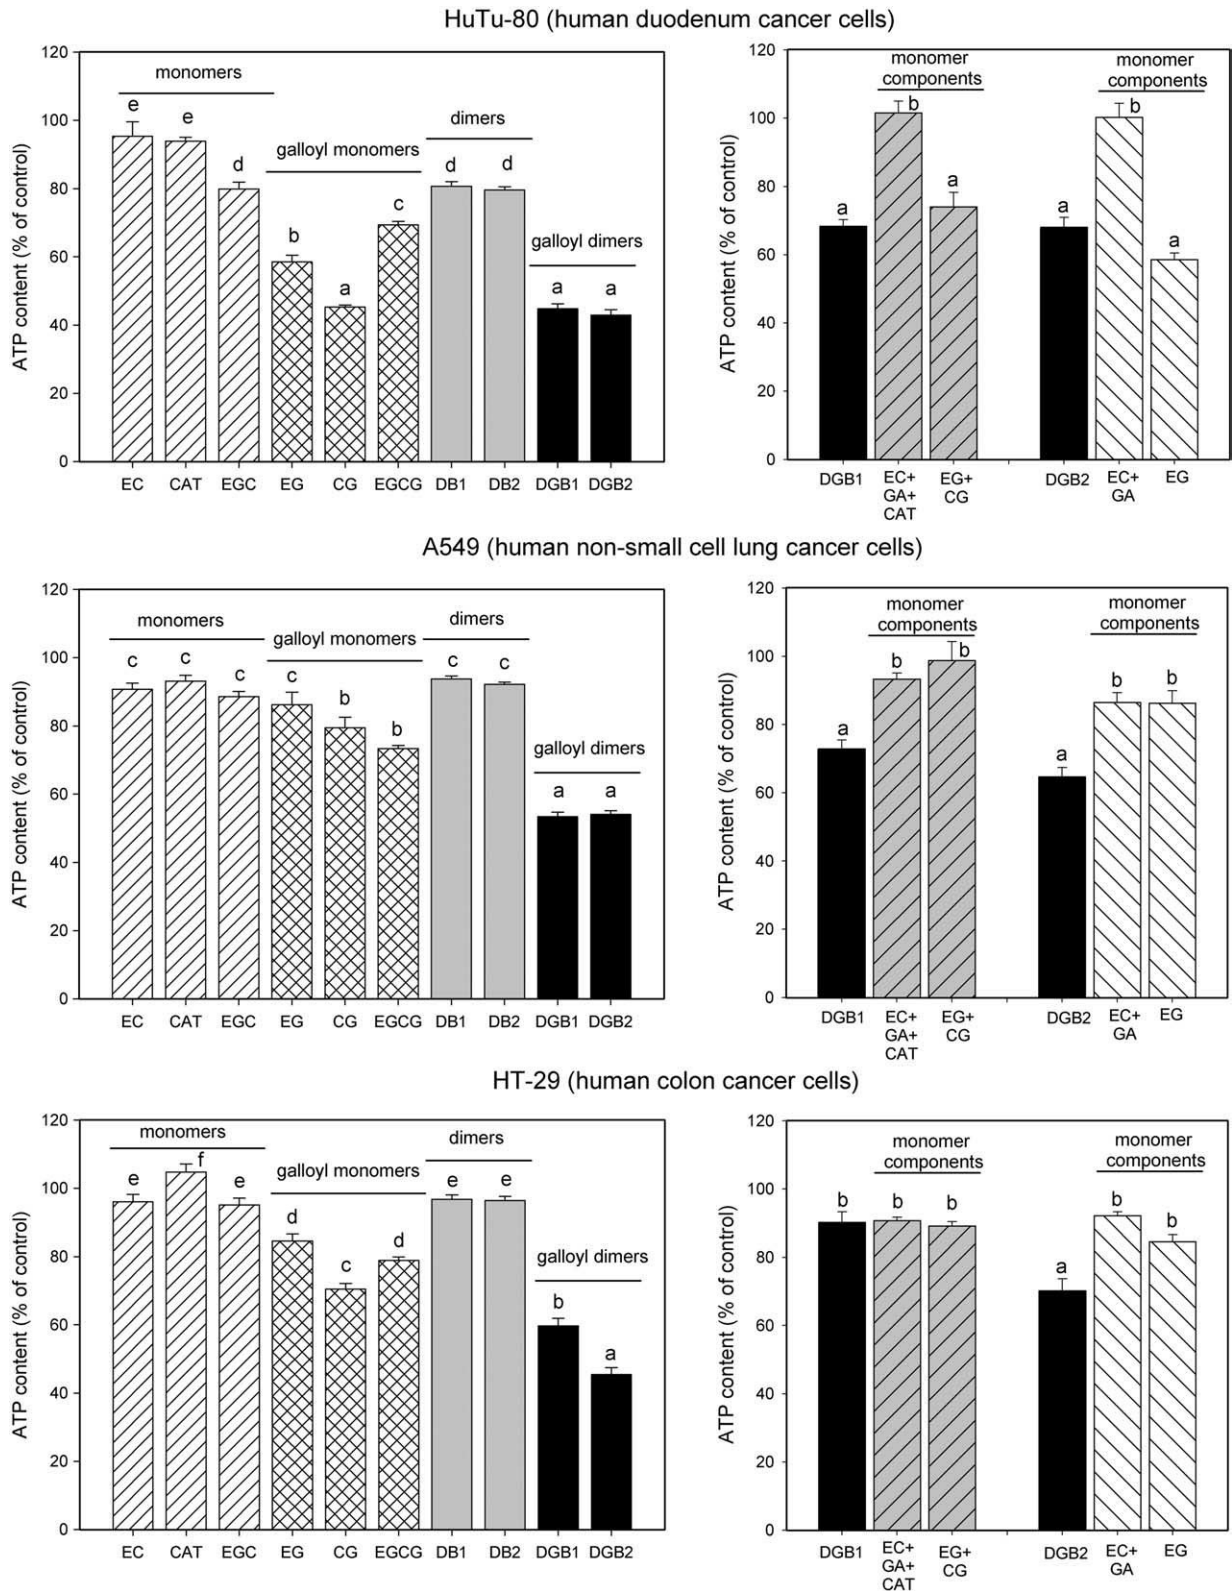 HuTu-80 (human duodenum cancer cells)
120
100
80
60
40
20
0
ATP content (% of control)
monomers
galloyl monomers
dimers
galloyl dimers
e
e
d
b
a
c
d
d
a
a
EC
CAT
EGC
EG
CG
EGCG
DB1
DB2
DGB1
DGB2
120
100
80
60
40
20
0
ATP content (% of control)
monomer
components
monomer
components
a
b
a
a
b
a
DGB1
EC+
GA+
CAT
EG+
CG
DGB2
EC+
GA
EG
A549 (human non-small cell lung cancer cells)
120
100
80
60
40
20
0
ATP content (% of control)
monomers
galloyl monomers
dimers
galloyl dimers
c
c
c
c
b
b
c
c
a
a
EC
CAT
EGC
EG
CG
EGCG
DB1
DB2
DGB1
DGB2
120
100
80
60
40
20
0
ATP content (% of control)
monomer
components
monomer
components
a
b
b
a
b
b
DGB1
EC+
GA+
CAT
EG+
CG
DGB2
EC+
GA
EG
HT-29 (human colon cancer cells)
120
100
80
60
40
20
0
ATP content (% of control)
monomers
galloyl monomers
dimers
galloyl dimers
e
f
e
d
c
d
e
e
b
a
EC
CAT
EGC
EG
CG
EGCG
DB1
DB2
DGB1
DGB2
120
100
80
60
40
20
0
ATP content (% of control)
monomer
components
monomer
components
b
b
b
a
b
b
DGB1
EC+
GA+
CAT
EG+
CG
DGB2
EC+
GA
EG